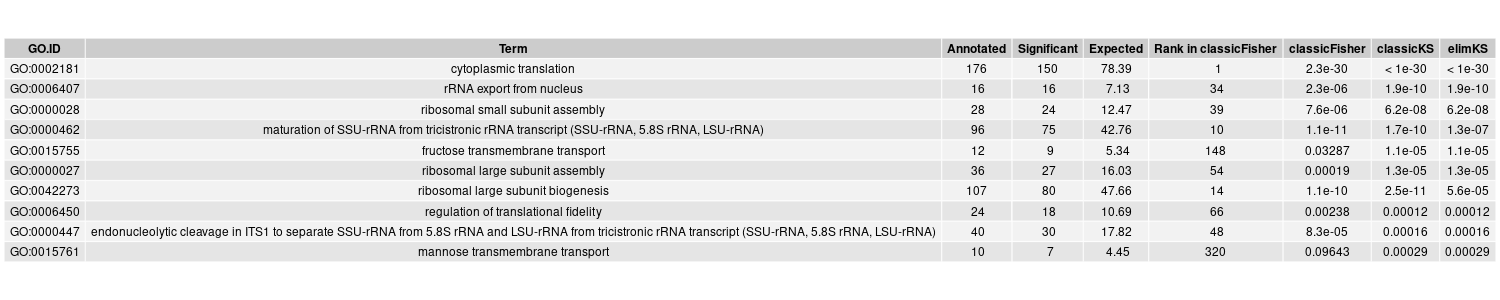 GO.ID Term Annotated Significant Expected Rank in classicFisher classicFisher classicKS elimKS
GO:0002181 cytoplasmic translation 176 150 78.39 1 2.3e-30 < 1e-30 < 1e-30
GO:0006407 rRNA export from nucleus 16 16 7.13 34 2.3e-06 1.9e-10 1.9e-10
GO:0000028 ribosomal small subunit assembly 28 24 12.47 39 7.6e-06 6.2e-08 6.2e-08
GO:0000462 maturation of SSU-rRNA from tricistronic rRNA transcript (SSU-rRNA, 5.8S rRNA, LSU-rRNA) 96 75 42.76 10 1.1e-11 1.7e-10 1.3e-07
GO:0015755 fructose transmembrane transport 12 9 5.34 148 0.03287 1.1e-05 1.1e-05
GO:0000027 ribosomal large subunit assembly 36 27 16.03 54 0.00019 1.3e-05 1.3e-05
GO:0042273 ribosomal large subunit biogenesis 107 80 47.66 14 1.1e-10 2.5e-11 5.6e-05
GO:0006450 regulation of translational fidelity 24 18 10.69 66 0.00238 0.00012 0.00012
GO:0000447 endonucleolytic cleavage in ITS1 to separate SSU-rRNA from 5.8S rRNA and LSU-rRNA from tricistronic rRNA transcript (SSU-rRNA, 5.8S rRNA, LSU-rRNA) 40 30 17.82 48 8.3e-05 0.00016 0.00016
GO:0015761 mannose transmembrane transport 10 7 4.45 320 0.09643 0.00029 0.00029